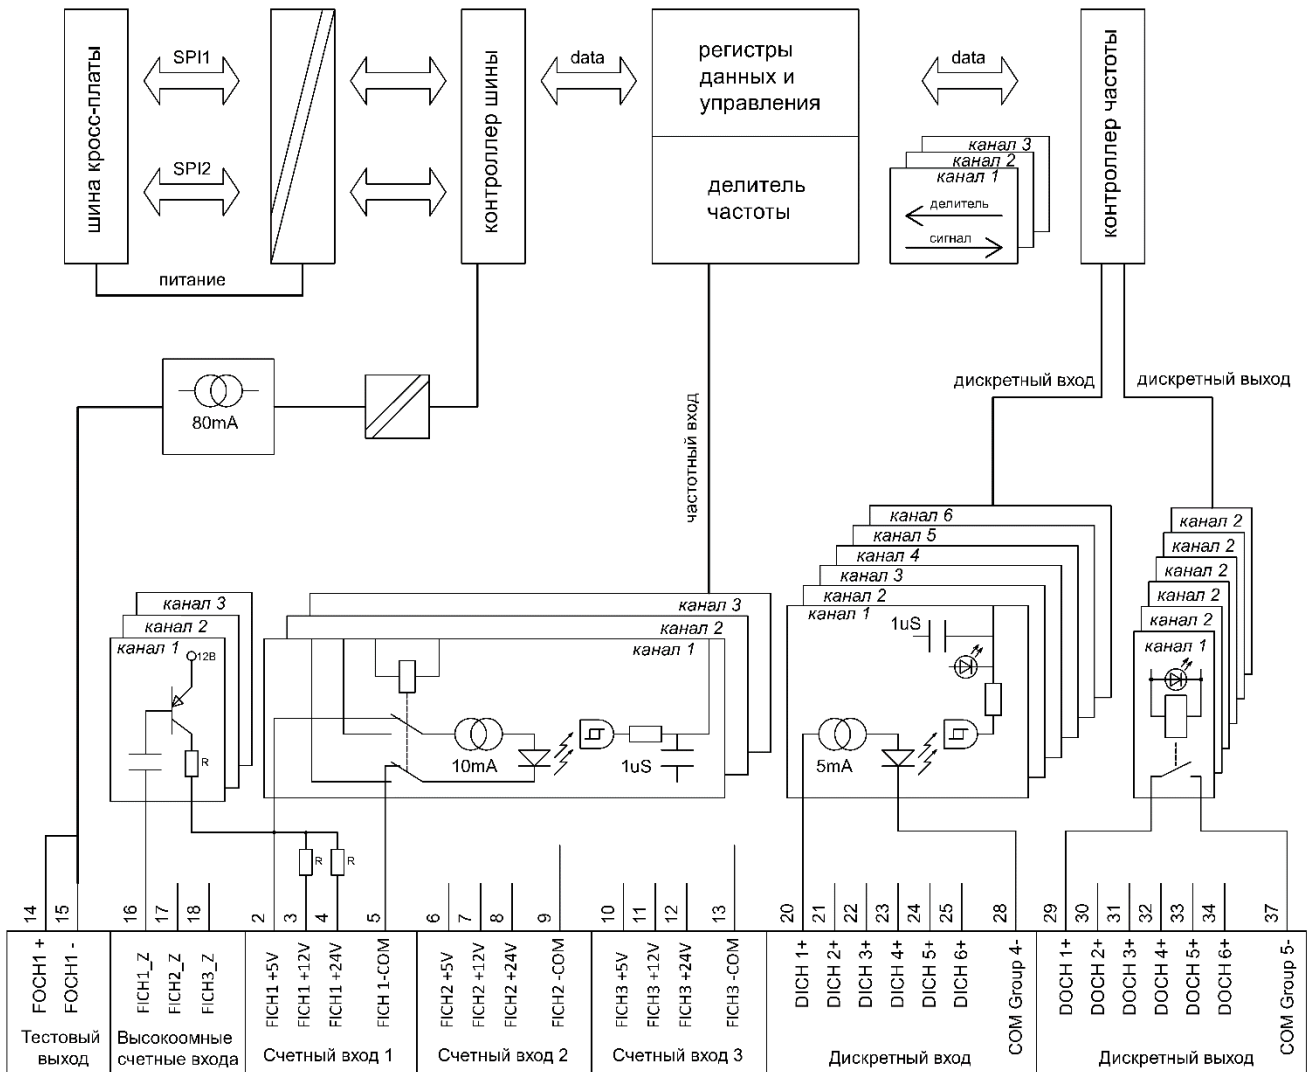 шина кросс-платы
SPI1
SPI2
питание
контроллер шины
data
регистры
данных и
управления
делитель
частоты
data
канал 3
канал 2
канал 1
делитель
сигнал
контроллер частоты
80mA
частотный вход
дискретный вход
дискретный выход
канал 3
канал 2
канал 1
12В
R
канал 3
канал 2
канал 1
10mA
1uS
R
R
канал 6
канал 5
канал 4
канал 3
канал 2
канал 1
1uS
5mA
канал 2
канал 2
канал 2
канал 2
канал 2
канал 1
14
15
16
17
18
2
3
4
5
6
7
8
9
10
11
12
13
20
21
22
23
24
25
28
29
30
31
32
33
34
37
FOCH1 +
FOCH1 -
FICH1_Z
FICH2_Z
FICH3_Z
FICH1 +5V
FICH1 +12V
FICH1 +24V
FICH 1-COM
FICH2 +5V
FICH2 +12V
FICH2 +24V
FICH2 -COM
FICH3 +5V
FICH3 +12V
FICH3 +24V
FICH3 -COM
DICH 1+
DICH 2+
DICH 3+
DICH 4+
DICH 5+
DICH 6+
COM Group 4-
DOCH 1+
DOCH 2+
DOCH 3+
DOCH 4+
DOCH 5+
DOCH 6+
COM Group 5-
Тестовый
выход
Высокоомные
счетные входа
Счетный вход 1
Счетный вход 2
Счетный вход 3
Дискретный вход
Дискретный выход